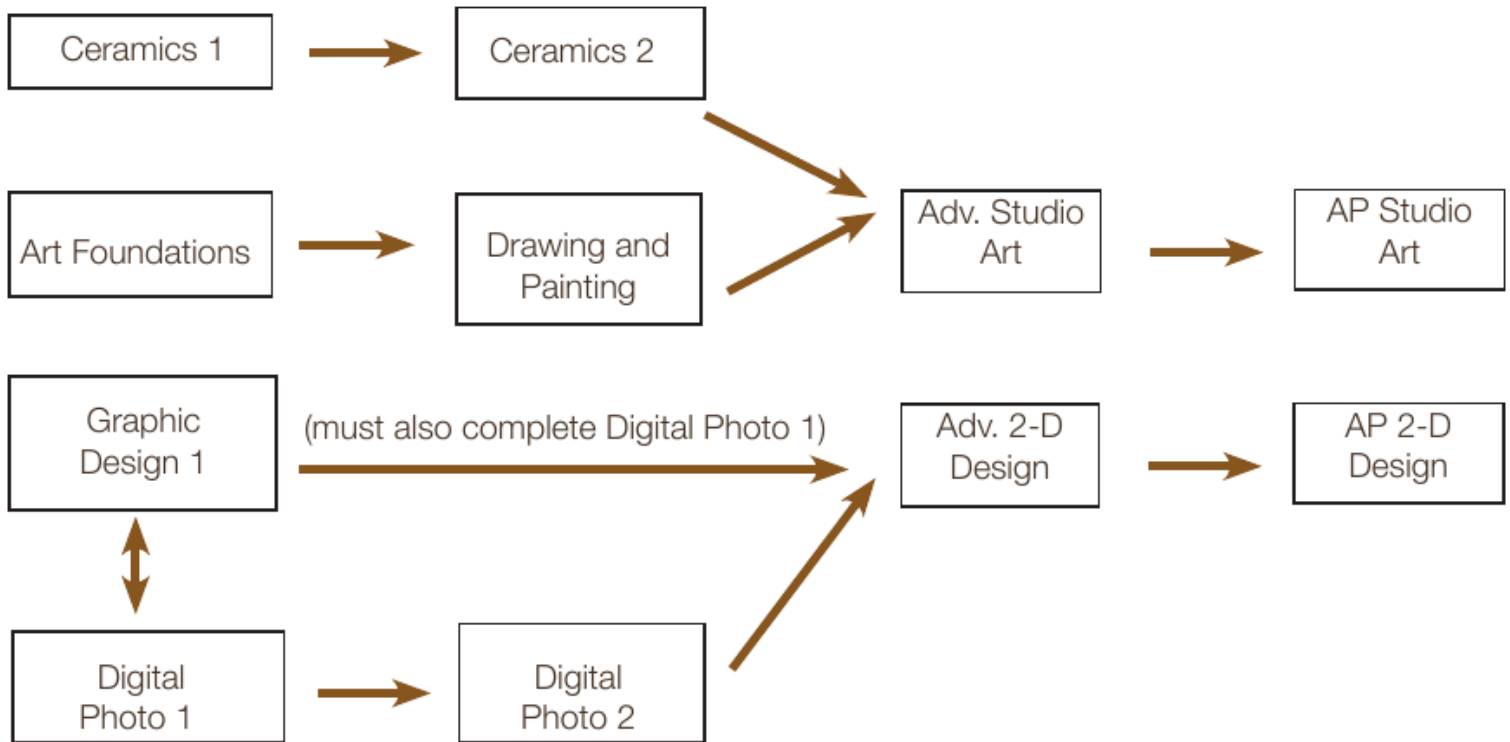 Ceramics 1
Ceramics 2
Art Foundations
Drawing and
Painting
Adv. Studio
Art
AP Studio
Art
Graphic
Design 1
(must also complete Digital Photo 1)
Adv. 2-D
Design
AP 2-D
Design
Digital
Photo 1
Digital
Photo 2